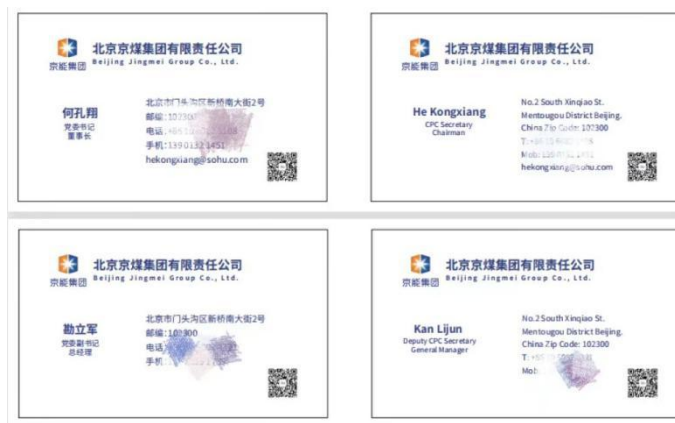 北京京煤集团有限责任公司
Beijing Jingmei Group Co., Ltd.
京能集团
何孔翔
党委书记
董事长
北京市门头沟区新桥南大街2号
邮编:102300
电话
手机:
hekongxiang@sohu.com
北京京煤集团有限责任公司
Beijing Jingmei Group Co., Ltd.
京能集团
He Kongxiang
CPC Secretary
Chairman
No.2 South Xinqiao St.
Mentougou District Beijing.
China Zip Code: 102300
T:
Mob:
hekongxiang@sohu.com
北京京煤集团有限责任公司
Beijing Jingmei Group Co., Ltd.
京能集团
勘立军
党委副书记
总经理
北京市门头沟区新桥南大街2号
邮编:102300
电话
手机
北京京煤集团有限责任公司
Beijing Jingmei Group Co., Ltd.
京能集团
Kan Lijun
Deputy CPC Secretary
General Manager
No.2 South Xinqiao St.
Mentougou District Beijing.
China Zip Code: 102300
T:
Mob: